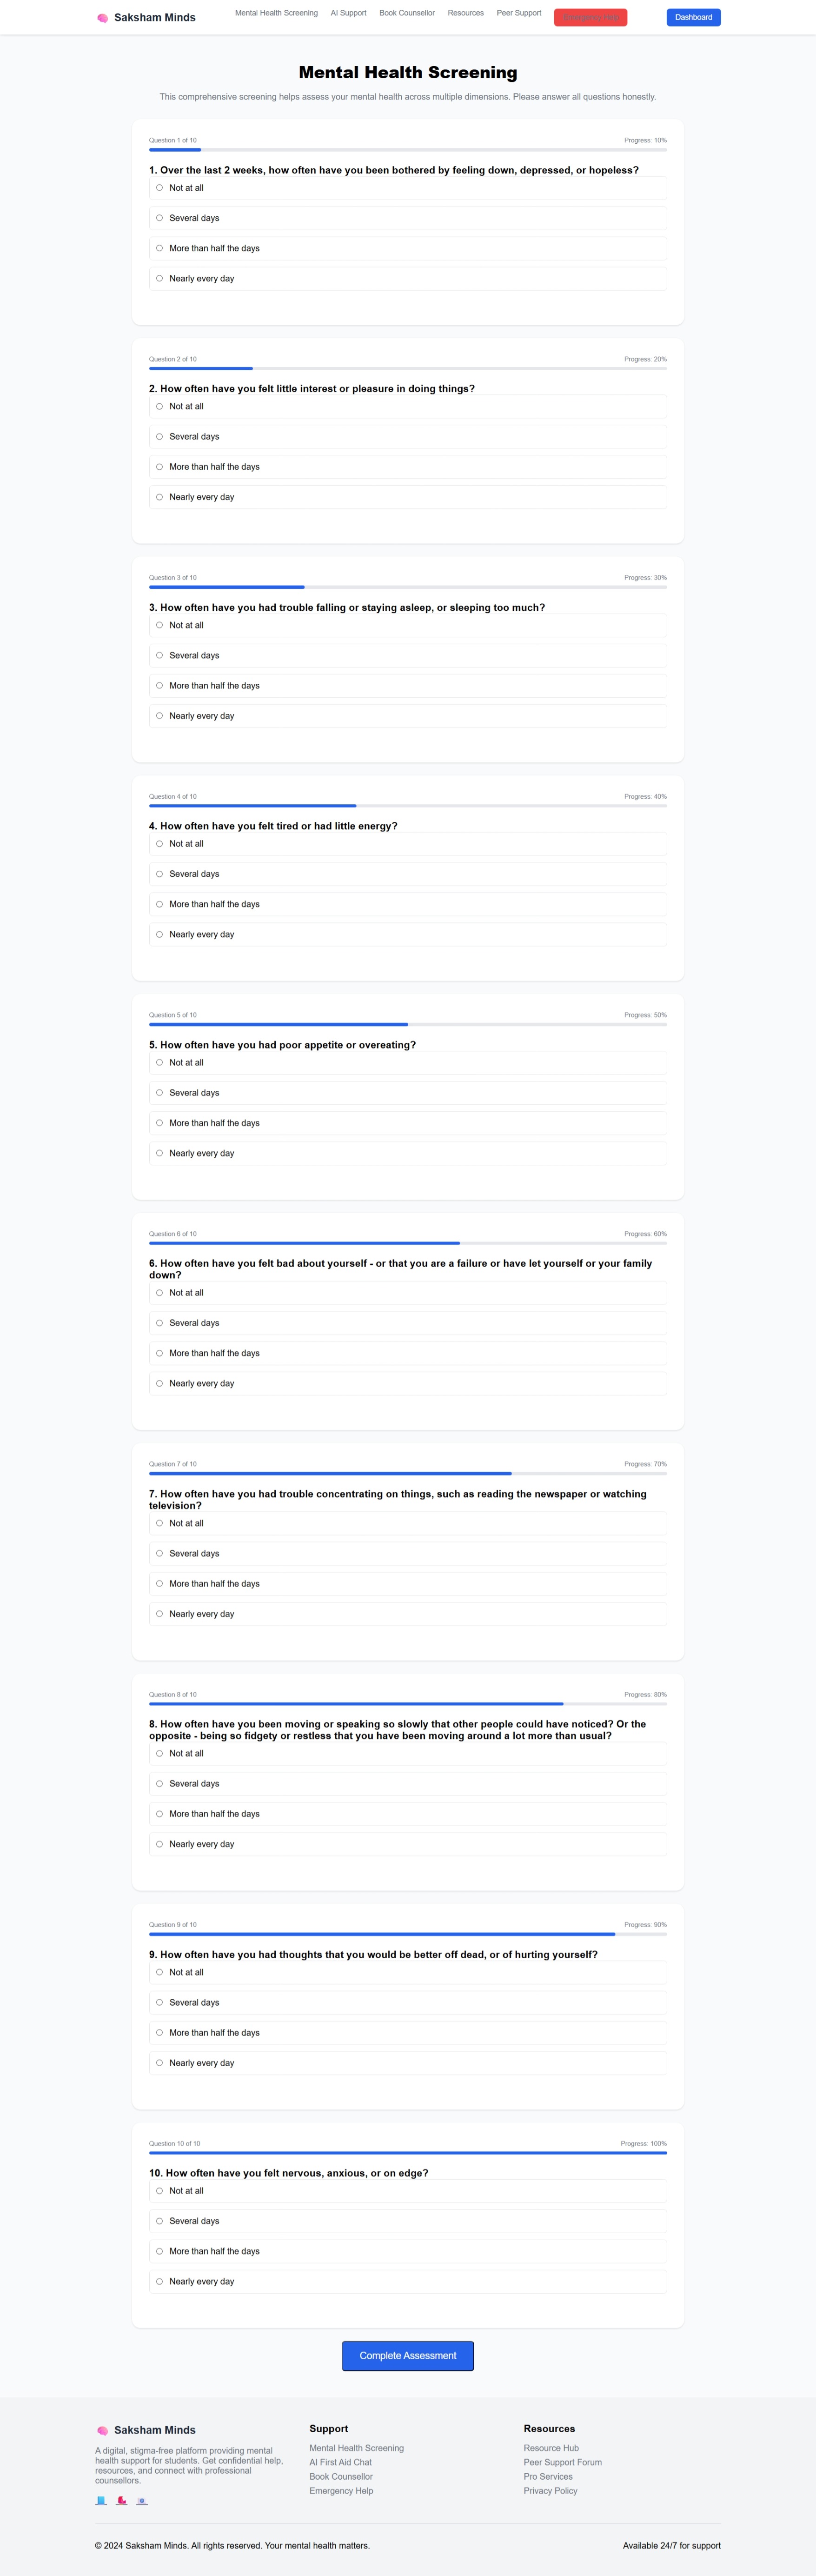 Saksham Minds
Mental Health Screening
AI Support
Book Counsellor
Resources
Peer Support
Dashboard
Mental Health Screening
This comprehensive screening helps assess your mental health across multiple dimensions. Please answer all questions honestly.
Question 1 of 10
Progress: 10%
1. Over the last 2 weeks, how often have you been bothered by feeling down, depressed, or hopeless?
Not at all
Several days
More than half the days
Nearly every day
Question 2 of 10
Progress: 20%
2. How often have you felt little interest or pleasure in doing things?
Not at all
Several days
More than half the days
Nearly every day
Question 3 of 10
Progress: 30%
3. How often have you had trouble falling or staying asleep, or sleeping too much?
Not at all
Several days
More than half the days
Nearly every day
Question 4 of 10
Progress: 40%
4. How often have you felt tired or had little energy?
Not at all
Several days
More than half the days
Nearly every day
Question 5 of 10
Progress: 50%
5. How often have you had poor appetite or overeating?
Not at all
Several days
More than half the days
Nearly every day
Question 6 of 10
Progress: 60%
6. How often have you felt bad about yourself - or that you are a failure or have let yourself or your family
down?
Not at all
Several days
More than half the days
Nearly every day
Question 7 of 10
Progress: 70%
7. How often have you had trouble concentrating on things, such as reading the newspaper or watching
television?
Not at all
Several days
More than half the days
Nearly every day
Question 8 of 10
Progress: 80%
8. How often have you been moving or speaking so slowly that other people could have noticed? Or the
opposite - being so fidgety or restless that you have been moving around a lot more than usual?
Not at all
Several days
More than half the days
Nearly every day
Question 9 of 10
Progress: 90%
9. How often have you had thoughts that you would be better off dead, or of hurting yourself?
Not at all
Several days
More than half the days
Nearly every day
Question 10 of 10
Progress: 100%
10. How often have you felt nervous, anxious, or on edge?
Not at all
Several days
More than half the days
Nearly every day
Complete Assessment
Saksham Minds
A digital, stigma-free platform providing mental
health support for students. Get confidential help,
resources, and connect with professional
counsellors.
Support
Mental Health Screening
AI First Aid Chat
Book Counsellor
Emergency Help
Resources
Resource Hub
Peer Support Forum
Pro Services
Privacy Policy
© 2024 Saksham Minds. All rights reserved. Your mental health matters.
Available 24/7 for support